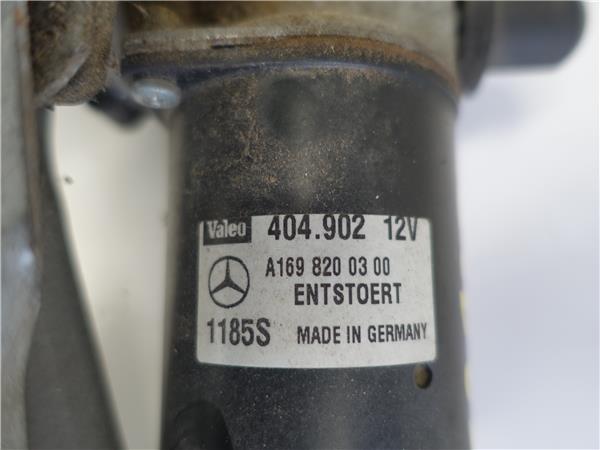 Valeo 404.902 12V
A169 820 03 00
ENTSTOERT
1185S MADE IN GERMANY